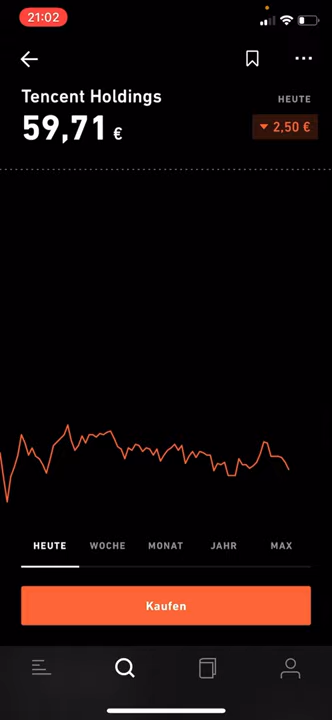 21:02
Tencent Holdings
HEUTE
59,71 €
2,50 €
HEUTE WOCHE MONAT JAHR MAX
Kaufen